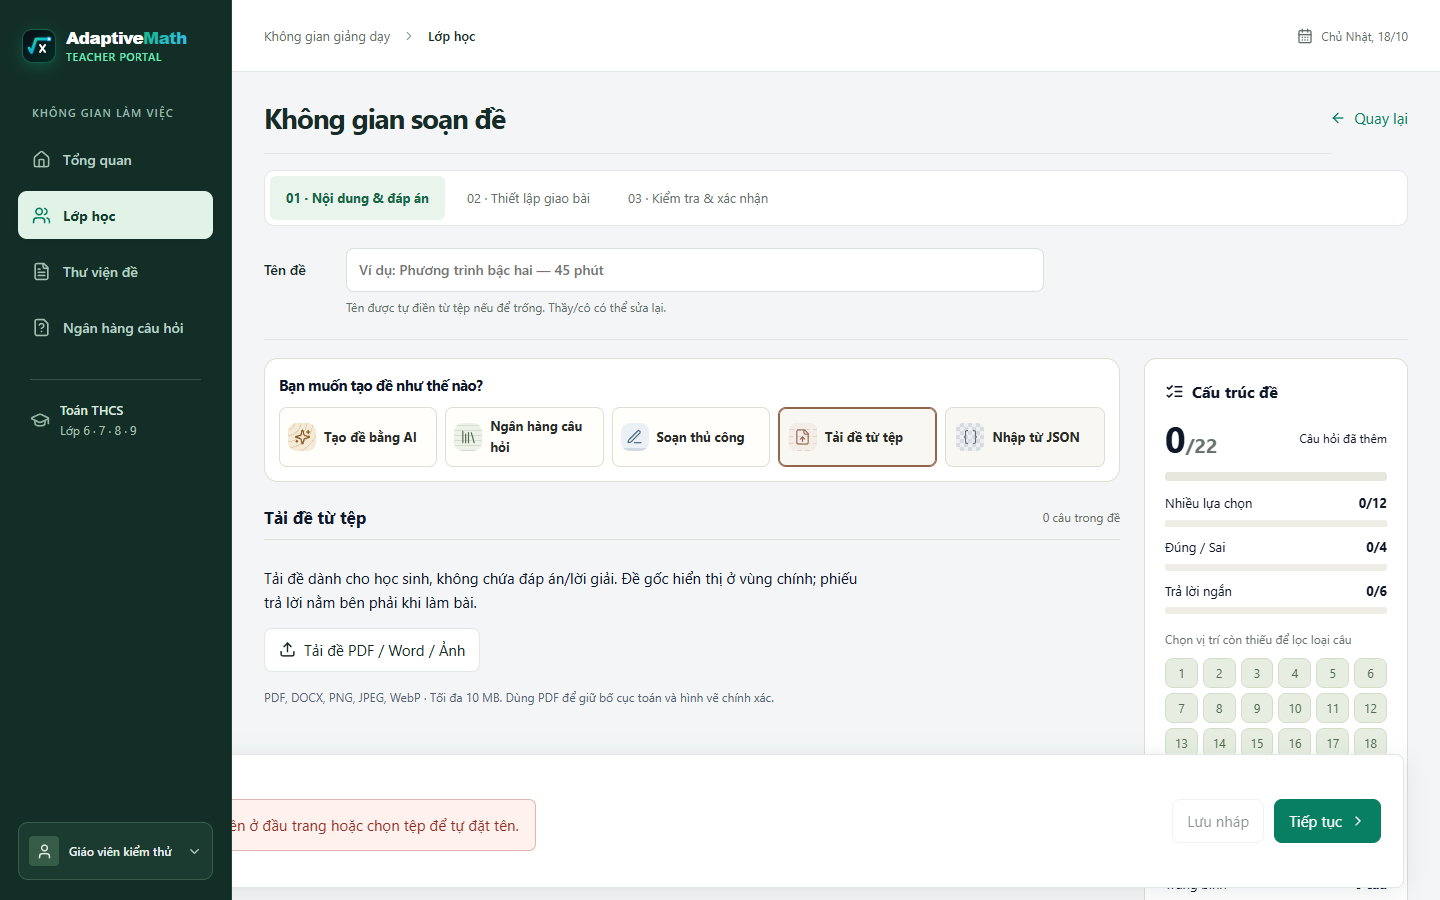 AdaptiveMath
TEACHER PORTAL
KHÔNG GIAN LÀM VIỆC
Tổng quan
Lớp học
Thư viện đề
Ngân hàng câu hỏi
Toán THCS
Lớp 6 · 7 · 8 · 9
Giáo viên kiểm thử
Không gian giảng dạy > Lớp học
Chủ Nhật, 18/10
Không gian soạn đề
← Quay lại
01 · Nội dung & đáp án
02 · Thiết lập giao bài
03 · Kiểm tra & xác nhận
Tên đề
Ví dụ: Phương trình bậc hai — 45 phút
Tên được tự điền từ tệp nếu để trống. Thầy/cô có thể sửa lại.
Bạn muốn tạo đề như thế nào?
Tạo đề bằng AI
Ngân hàng câu
hỏi
Soạn thủ công
Tải đề từ tệp
Nhập từ JSON
Tải đề từ tệp
0 câu trong đề
Tải đề dành cho học sinh, không chứa đáp án/lời giải. Đề gốc hiển thị ở vùng chính; phiếu
trả lời nằm bên phải khi làm bài.
Tải đề PDF / Word / Ảnh
PDF, DOCX, PNG, JPEG, WebP · Tối đa 10 MB. Dùng PDF để giữ bố cục toán và hình vẽ chính xác.
Cấu trúc đề
0/22
Câu hỏi đã thêm
Nhiều lựa chọn 0/12
Đúng / Sai 0/4
Trả lời ngắn 0/6
Chọn vị trí còn thiếu để lọc loại câu
1 2 3 4 5 6
7 8 9 10 11 12
13 14 15 16 17 18
ở đầu trang hoặc chọn tệp để tự đặt tên.
Lưu nháp
Tiếp tục >